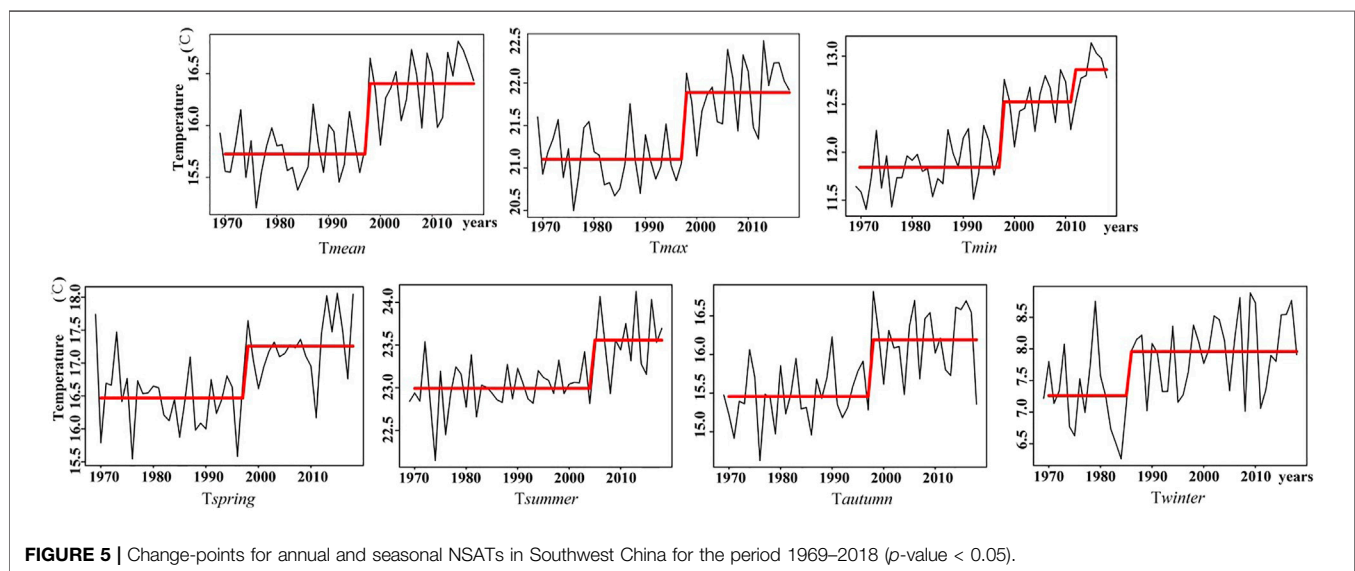 Temperature (℃)
15.5 16.0 16.5
1970 1980 1990 2000 2010 years
Tmean
20.5 21.0 21.5 22.0 22.5
1970 1980 1990 2000 2010
Tmax
11.5 12.0 12.5 13.0
1970 1980 1990 2000 2010 years
Tmin
Temperature (℃)
15.5 16.0 16.5 17.0 17.5 18.0
1970 1980 1990 2000 2010
Tspring
22.5 23.0 23.5 24.0
1970 1980 1990 2000 2010
Tsummer
15.0 15.5 16.0 16.5
1970 1980 1990 2000 2010
Tautumn
6.5 7.0 7.5 8.0 8.5
1970 1980 1990 2000 2010 years
Twinter
FIGURE 5 | Change-points for annual and seasonal NSATs in Southwest China for the period 1969–2018 (p-value < 0.05).